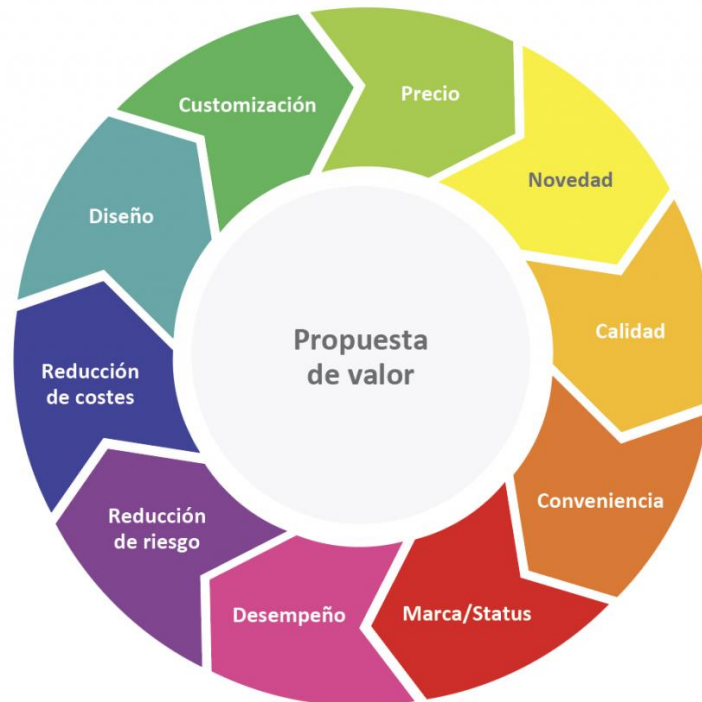 Propuesta
de valor
Precio
Novedad
Calidad
Conveniencia
Marca/Status
Desempeño
Reducción
de riesgo
Reducción
de costes
Diseño
Customización